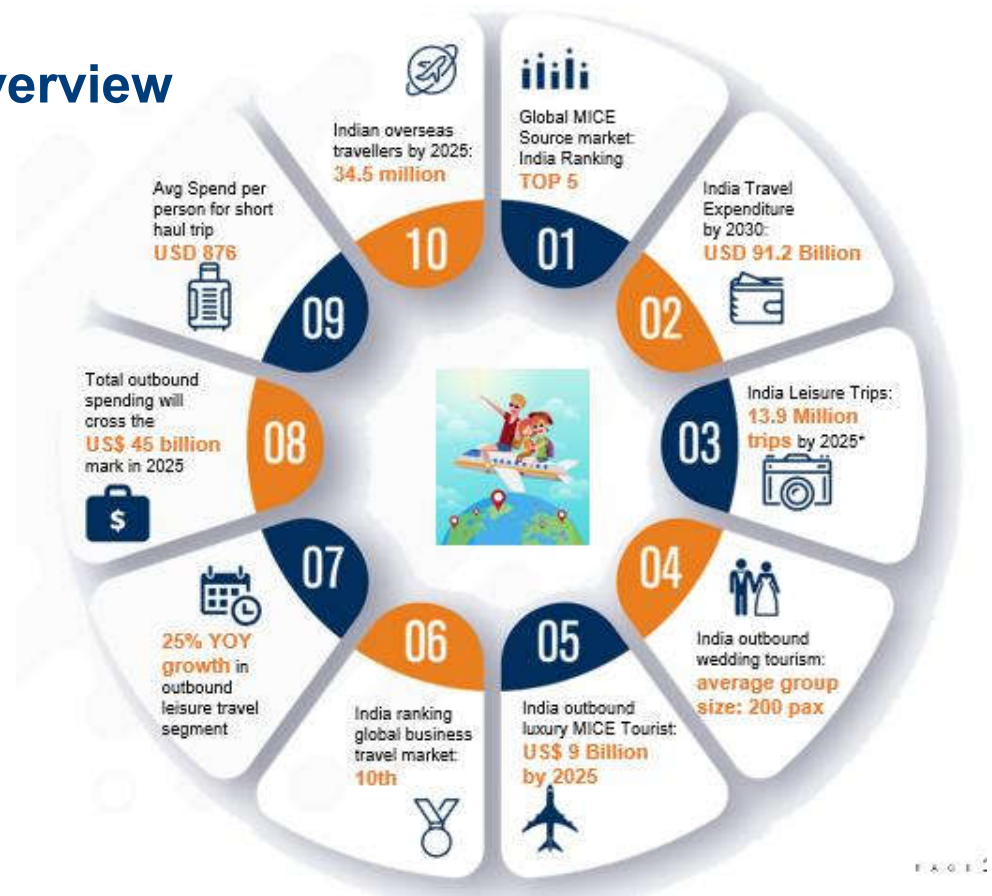 verview
01
Global MICE
Source market:
India Ranking
TOP 5
02
India Travel
Expenditure
by 2030:
USD 91.2 Billion
03
India Leisure Trips:
13.9 Million
trips by 2025*
04
India outbound
wedding tourism:
average group
size: 200 pax
05
India outbound
luxury MICE Tourist:
US$ 9 Billion
by 2025
06
India ranking
global business
travel market:
10th
07
25% YOY
growth in
outbound
leisure travel
segment
08
Total outbound
spending will
cross the
US$ 45 billion
mark in 2025
$
09
Avg Spend per
person for short
haul trip
USD 876
10
Indian overseas
travellers by 2025:
34.5 million
PAGE